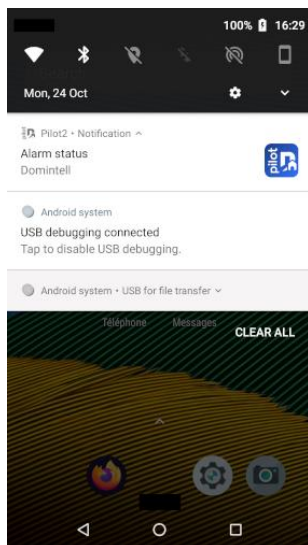 100% 16:29
Mon, 24 Oct
Pilot2 • Notification
Alarm status
Domintell
pilot
Android system
USB debugging connected
Tap to disable USB debugging.
Android system • USB for file transfer
Téléphone Messages
CLEAR ALL